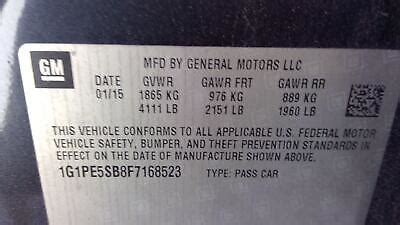 GM
MFD BY GENERAL MOTORS LLC
DATE GVWR GAWR FRT GAWR RR
01/15 1865 KG 976 KG 889 KG
4111 LB 2151 LB 1960 LB
THIS VEHICLE CONFORMS TO ALL APPLICABLE U.S. FEDERAL MOTOR
VEHICLE SAFETY, BUMPER, AND THEFT PREVENTION STANDARDS
IN EFFECT ON THE DATE OF MANUFACTURE SHOWN ABOVE.
1G1PE5SB8F7168523 TYPE: PASS CAR